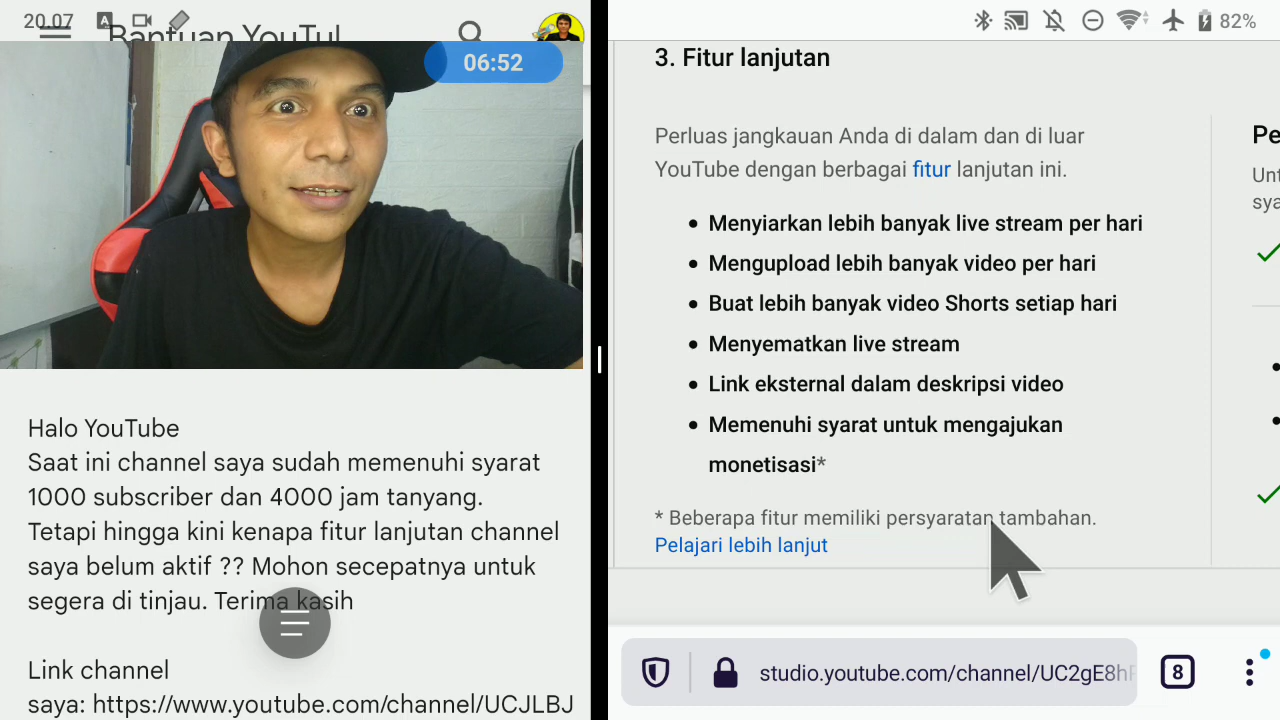 20.07
A
Bantuan YouTul
06:52
Halo YouTube
Saat ini channel saya sudah memenuhi syarat
1000 subscriber dan 4000 jam tanyang.
Tetapi hingga kini kenapa fitur lanjutan channel
saya belum aktif ?? Mohon secepatnya untuk
segera di tinjau. Terima kasih
Link channel
saya: https://www.youtube.com/channel/UCJLBJ
82%
3. Fitur lanjutan
Perluas jangkauan Anda di dalam dan di luar
YouTube dengan berbagai fitur lanjutan ini.
• Menyiarkan lebih banyak live stream per hari
• Mengupload lebih banyak video per hari
• Buat lebih banyak video Shorts setiap hari
• Menyematkan live stream
• Link eksternal dalam deskripsi video
• Memenuhi syarat untuk mengajukan
monetisasi*
* Beberapa fitur memiliki persyaratan tambahan.
Pelajari lebih lanjut
Pe
Unt
sya
studio.youtube.com/channel/UC2gE8h
8